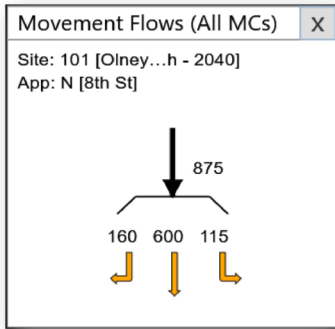 Movement Flows (All MCs) X
Site: 101 [Olney...h - 2040]
App: N [8th St]
875
160 600 115